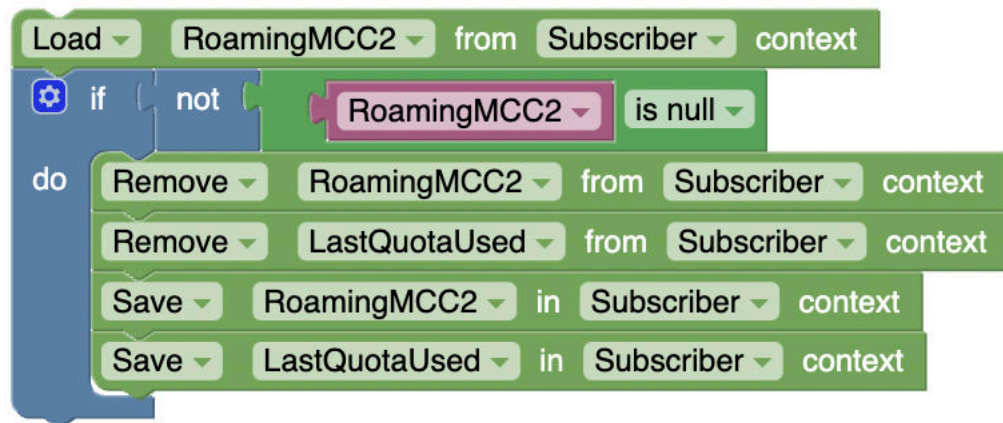 Load RoamingMCC2 from Subscriber context
if not RoamingMCC2 is null
do Remove RoamingMCC2 from Subscriber context
Remove LastQuotaUsed from Subscriber context
Save RoamingMCC2 in Subscriber context
Save LastQuotaUsed in Subscriber context